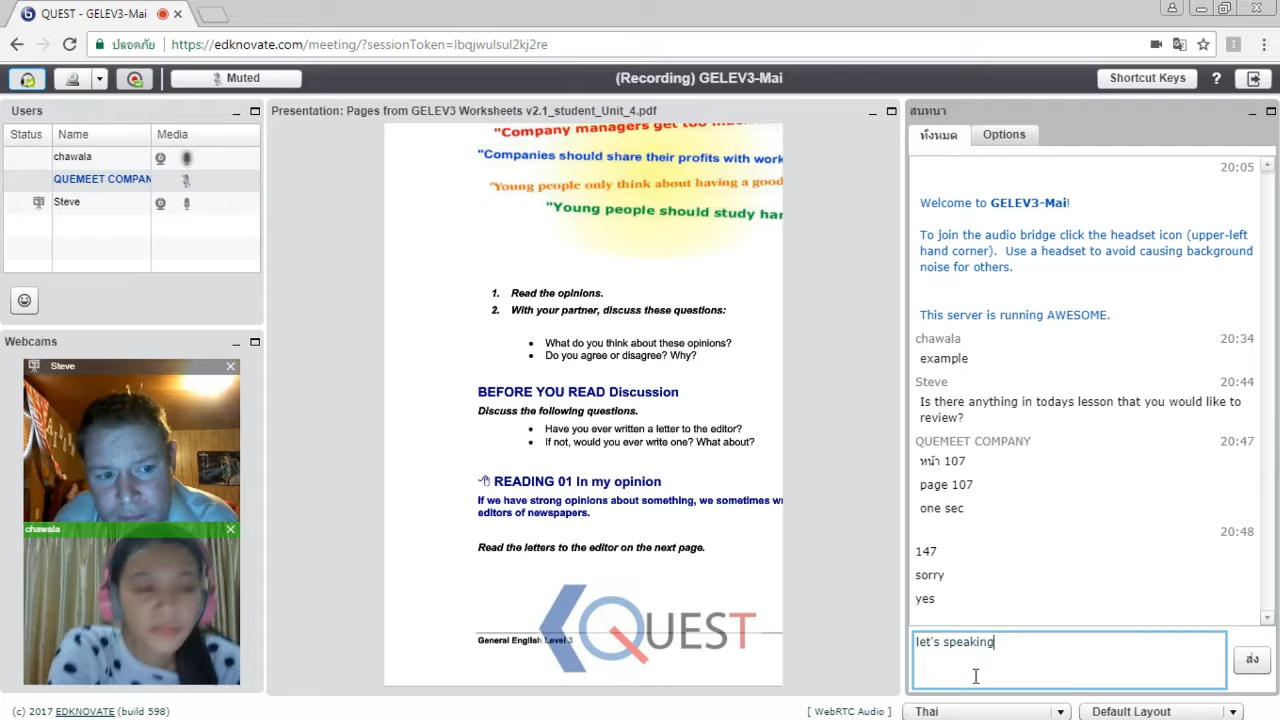 QUEST - GELEV3-Mai
ปลอดภัย
https://edknovate.com/meeting/?sessionToken=lbqjwulsul2kj2re
Muted
(Recording) GELEV3-Mai
Shortcut Keys
?
Users
Status Name Media
chawala
QUEMEET COMPAN
Steve
Webcams
Steve
chawala
Presentation: Pages from GELEV3 Worksheets v2.1_student_Unit_4.pdf
"Company managers get too
"Companies should share their profits with work
"Young people only think about having a good
"Young people should study har
1. Read the opinions.
2. With your partner, discuss these questions:
• What do you think about these opinions?
• Do you agree or disagree? Why?
BEFORE YOU READ Discussion
Discuss the following questions.
• Have you ever written a letter to the editor?
• If not, would you ever write one? What about?
READING 01 In my opinion
If we have strong opinions about something, we sometimes w
editors of newspapers.
Read the letters to the editor on the next page.
QUEST
General English Level 3
สนทนา
ทั้งหมด Options
20:05
Welcome to GELEV3-Mai!
To join the audio bridge click the headset icon (upper-left
hand corner). Use a headset to avoid causing background
noise for others.
This server is running AWESOME.
chawala 20:34
example
Steve 20:44
Is there anything in todays lesson that you would like to
review?
QUEMEET COMPANY 20:47
หน้า 107
page 107
one sec
20:48
147
sorry
yes
let's speaking
ส่ง
(c) 2017 EDKNOVATE (build 598)
[ WebRTC Audio ]
Thai
Default Layout